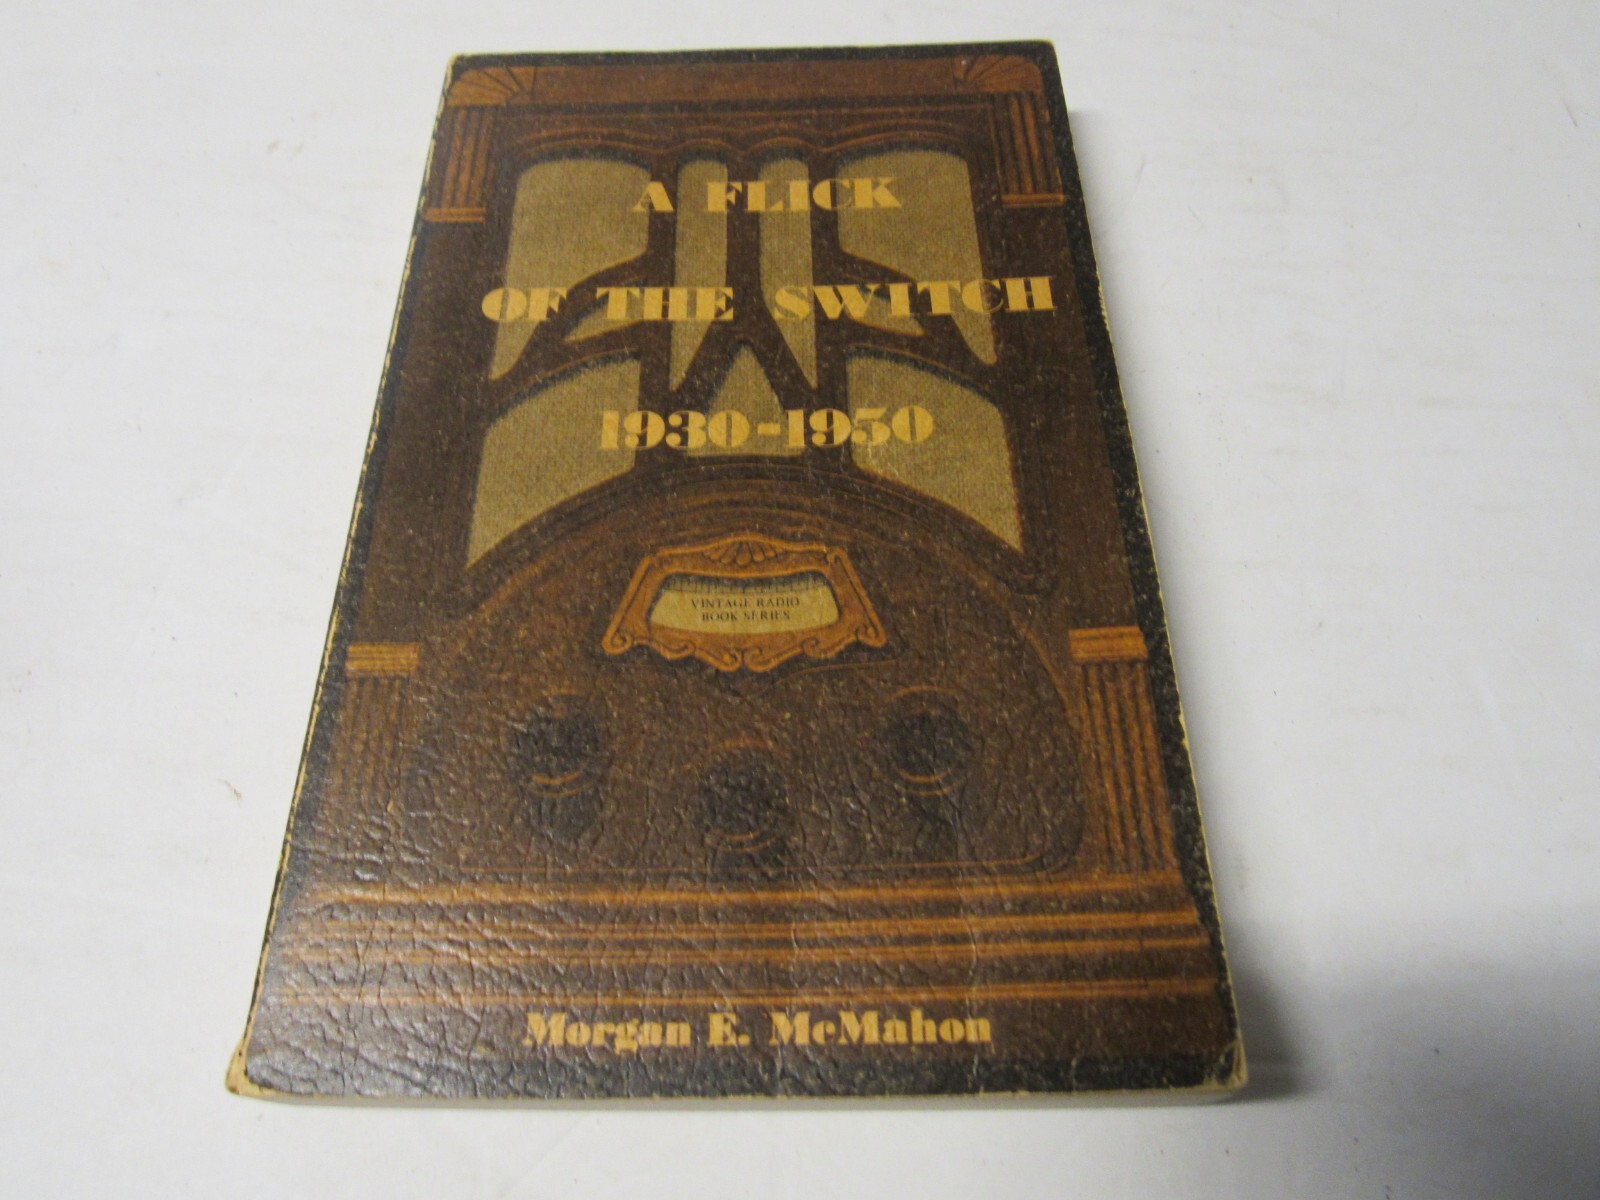 A FLICK
OF THE SWITCH
1930-1950
VINTAGE RADIO
BOOK SERIES
Morgan E. McMahon